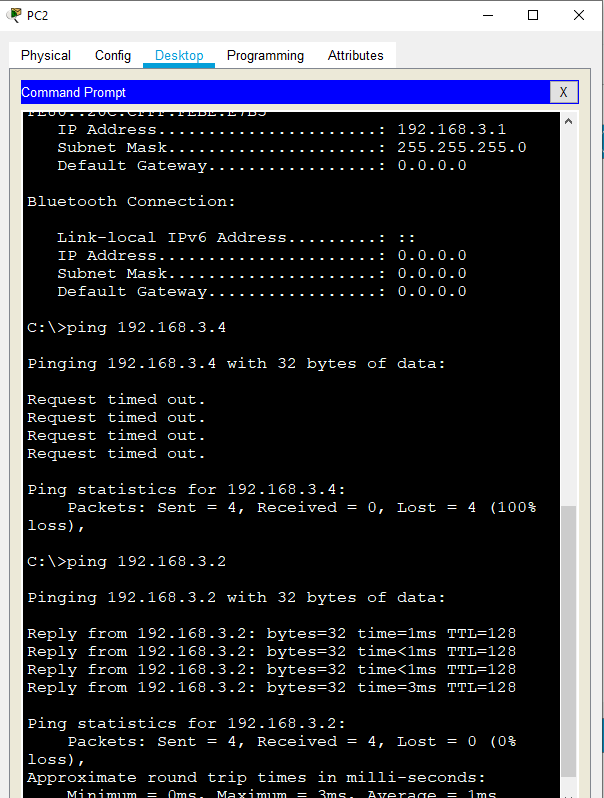 PC2
Physical Config Desktop Programming Attributes
Command Prompt X
IP Address......................: 192.168.3.1
Subnet Mask.....................: 255.255.255.0
Default Gateway.................: 0.0.0.0
Bluetooth Connection:
Link-local IPv6 Address.........: ::
IP Address......................: 0.0.0.0
Subnet Mask.....................: 0.0.0.0
Default Gateway.................: 0.0.0.0
C:\>ping 192.168.3.4
Pinging 192.168.3.4 with 32 bytes of data:
Request timed out.
Request timed out.
Request timed out.
Request timed out.
Ping statistics for 192.168.3.4:
Packets: Sent = 4, Received = 0, Lost = 4 (100%
loss),
C:\>ping 192.168.3.2
Pinging 192.168.3.2 with 32 bytes of data:
Reply from 192.168.3.2: bytes=32 time=1ms TTL=128
Reply from 192.168.3.2: bytes=32 time<1ms TTL=128
Reply from 192.168.3.2: bytes=32 time<1ms TTL=128
Reply from 192.168.3.2: bytes=32 time=3ms TTL=128
Ping statistics for 192.168.3.2:
Packets: Sent = 4, Received = 4, Lost = 0 (0%
loss),
Approximate round trip times in milli-seconds:
Minimum = 0ms, Maximum = 3ms, Average = 1ms